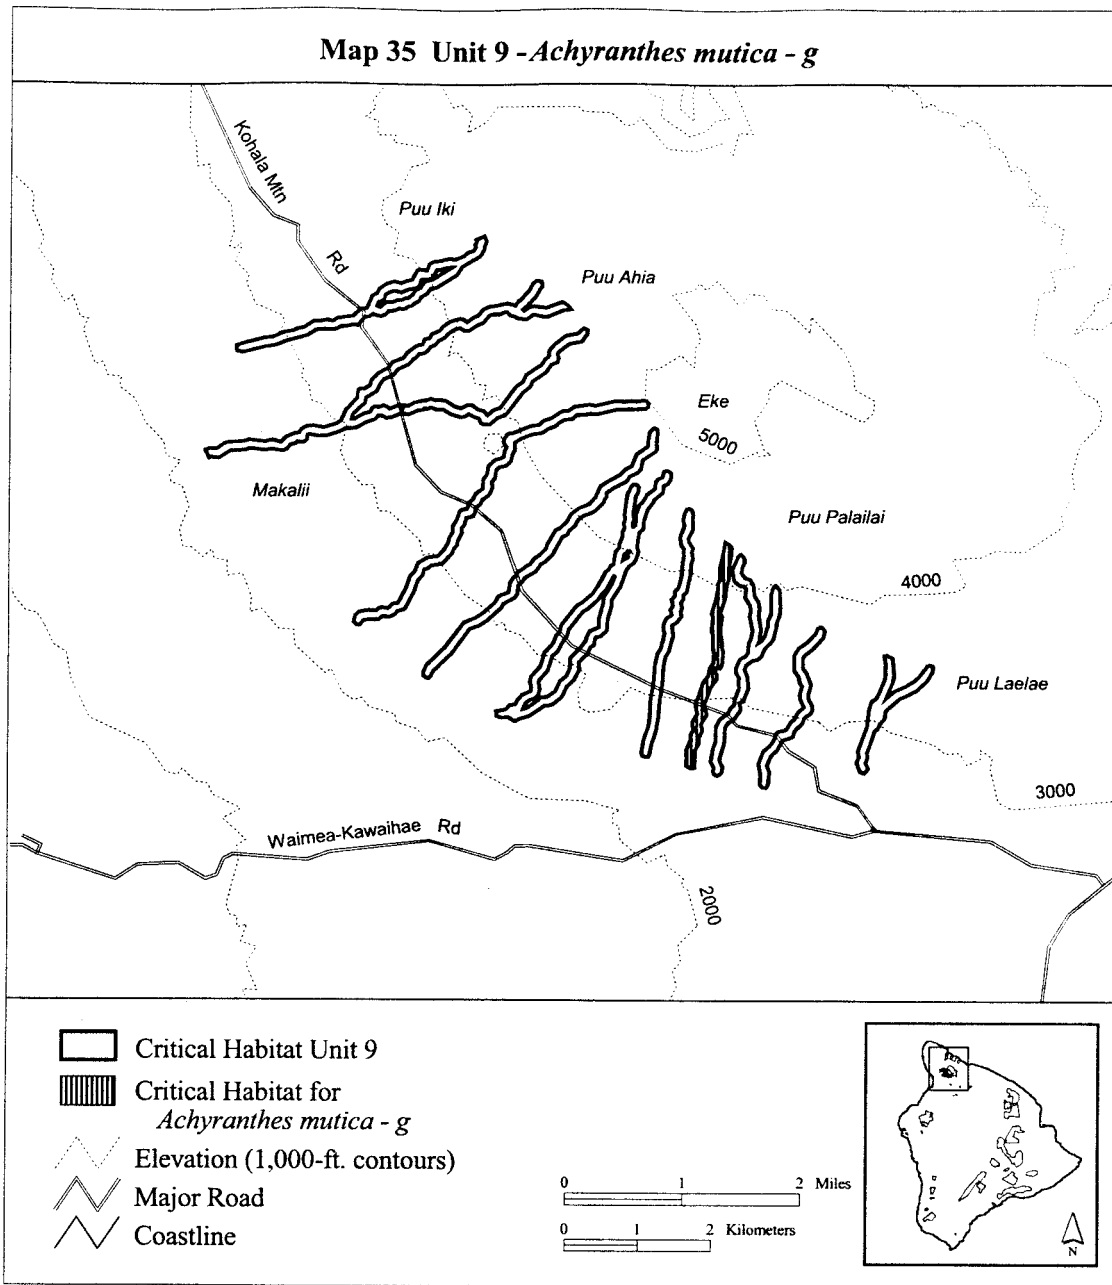 Map 35 Unit 9 - Achyranthes mutica - g
Kohala Mtn
Rd
Puu Iki
Puu Ahia
Eke
5000
Makalii
Puu Palailai
4000
Puu Laelae
3000
Waimea-Kawaihae Rd
2000
Critical Habitat Unit 9
Critical Habitat for
Achyranthes mutica - g
Elevation (1,000-ft. contours)
Major Road
Coastline
0 1 2 Miles
0 1 2 Kilometers
N